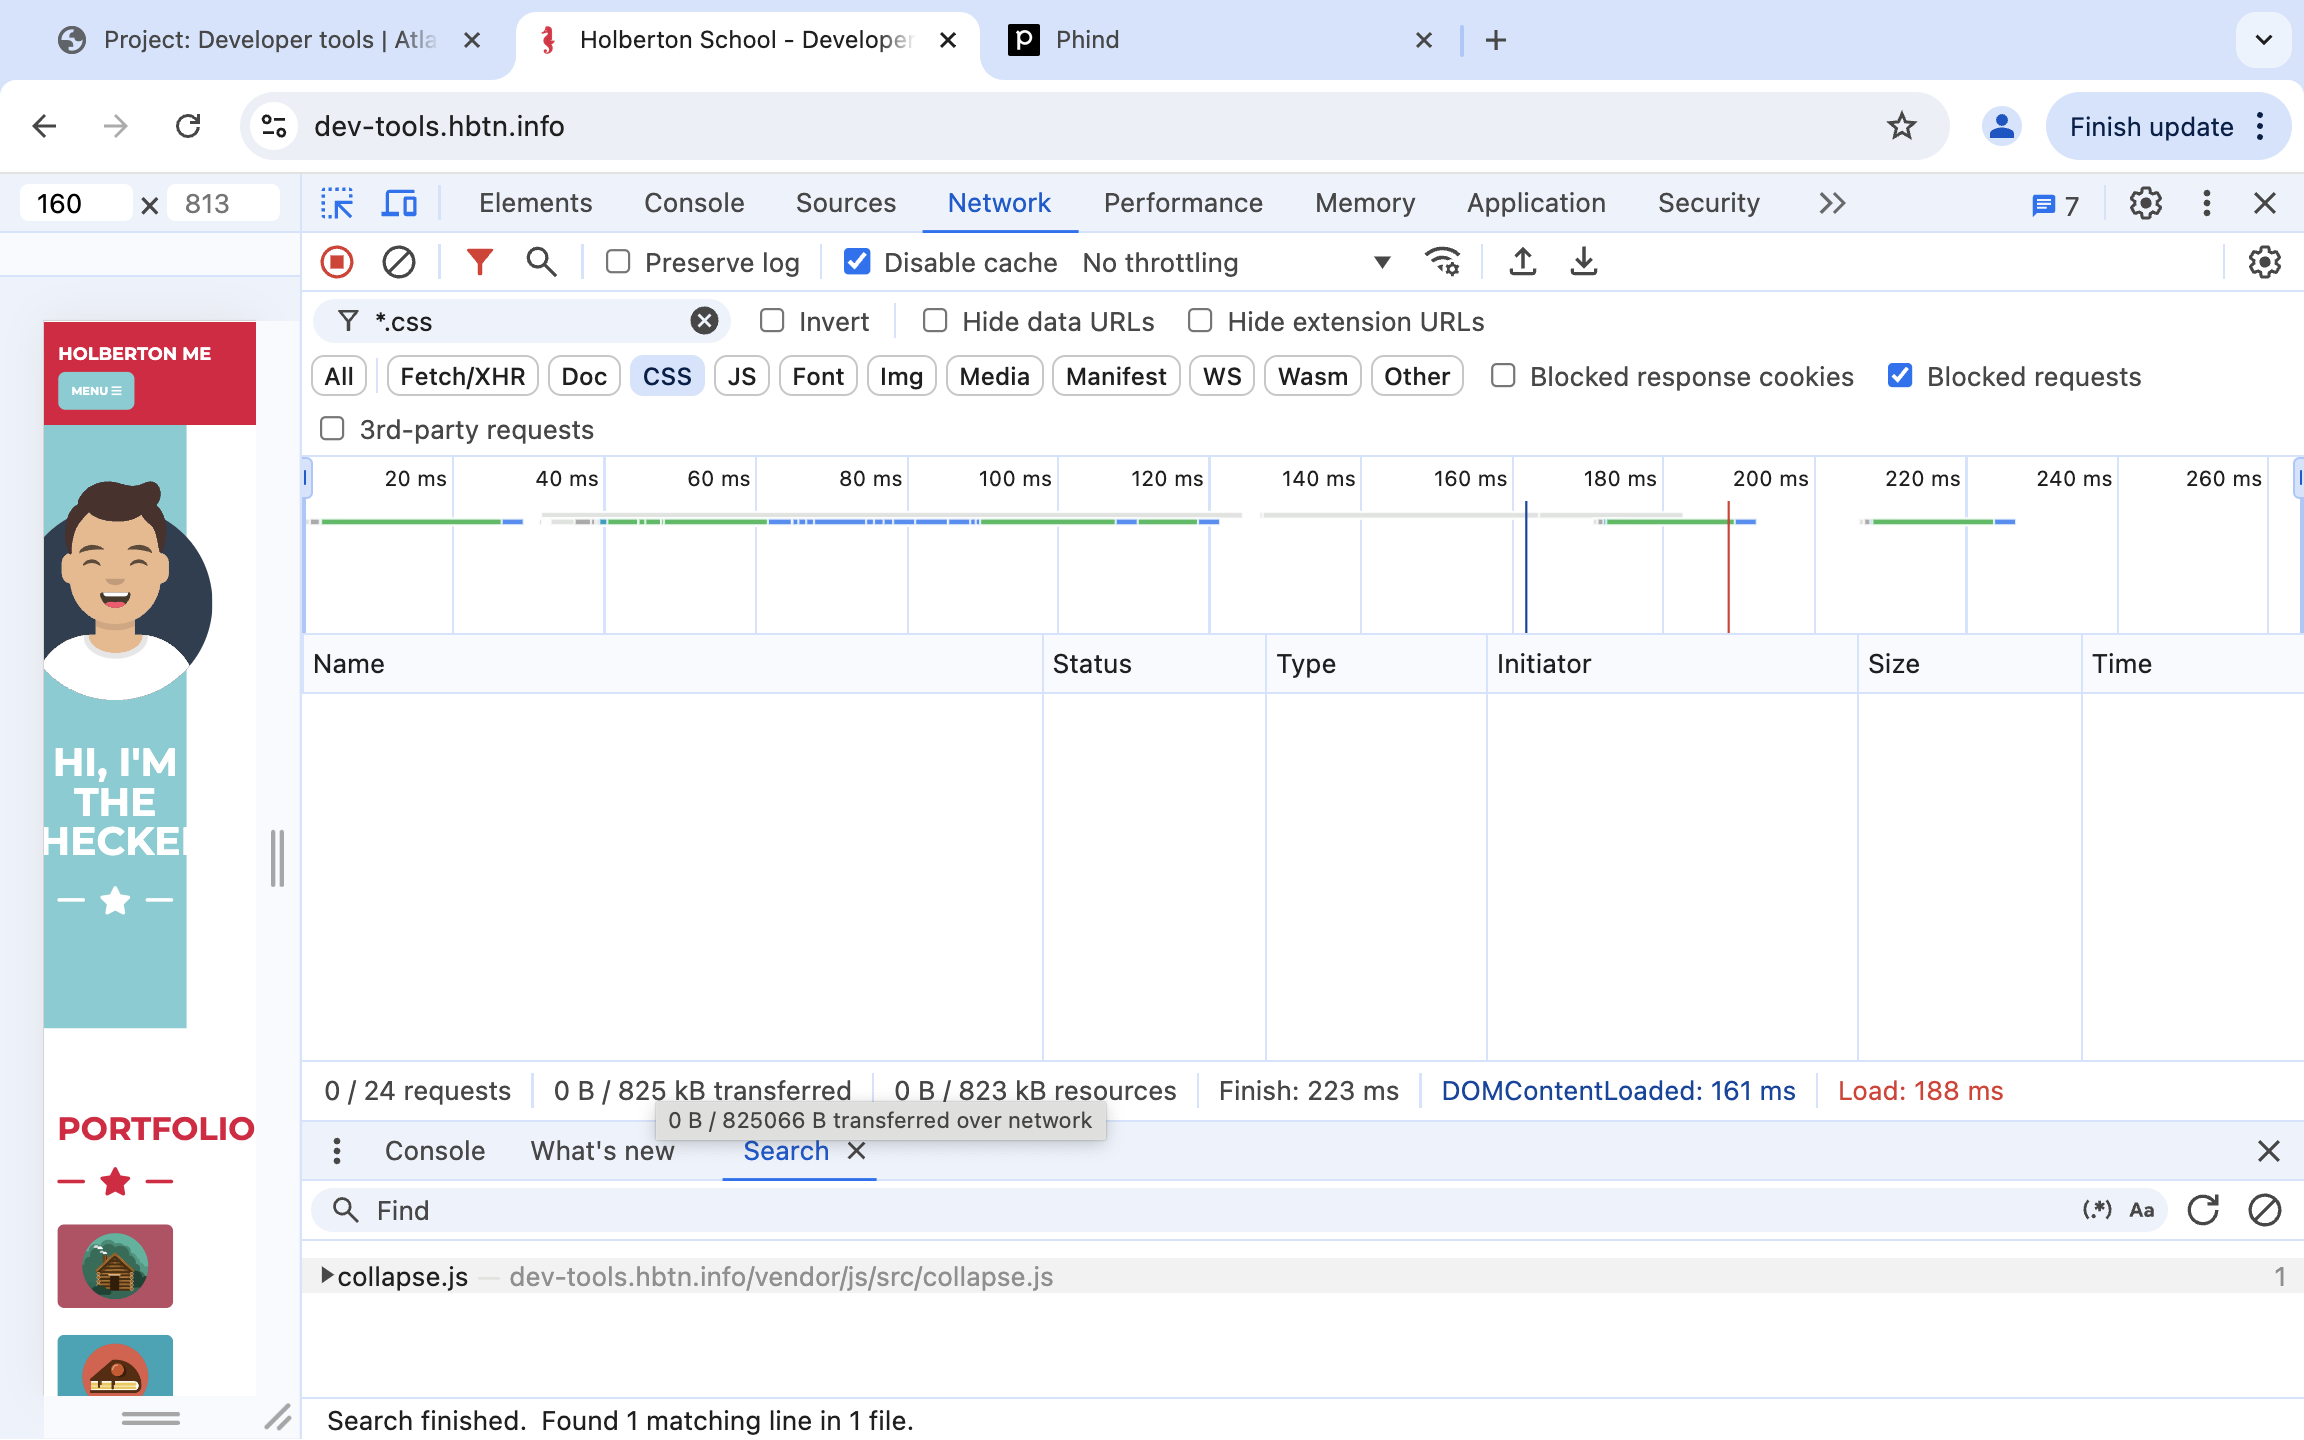 Project: Developer tools | Atla
Holberton School - Developer
Phind
dev-tools.hbtn.info
Finish update
160 × 813
Elements Console Sources Network Performance Memory Application Security 7
Preserve log Disable cache No throttling
*.css Invert Hide data URLs Hide extension URLs
All Fetch/XHR Doc CSS JS Font Img Media Manifest WS Wasm Other Blocked response cookies Blocked requests
3rd-party requests
20 ms 40 ms 60 ms 80 ms 100 ms 120 ms 140 ms 160 ms 180 ms 200 ms 220 ms 240 ms 260 ms
Name Status Type Initiator Size Time
0 / 24 requests 0 B / 825 kB transferred 0 B / 823 kB resources Finish: 223 ms DOMContentLoaded: 161 ms Load: 188 ms
0 B / 825066 B transferred over network
Console What's new Search
Find (.*) Aa
collapse.js — dev-tools.hbtn.info/vendor/js/src/collapse.js 1
Search finished. Found 1 matching line in 1 file.
HOLBERTON ME
MENU
HI, I'M
THE
HECKE
PORTFOLIO